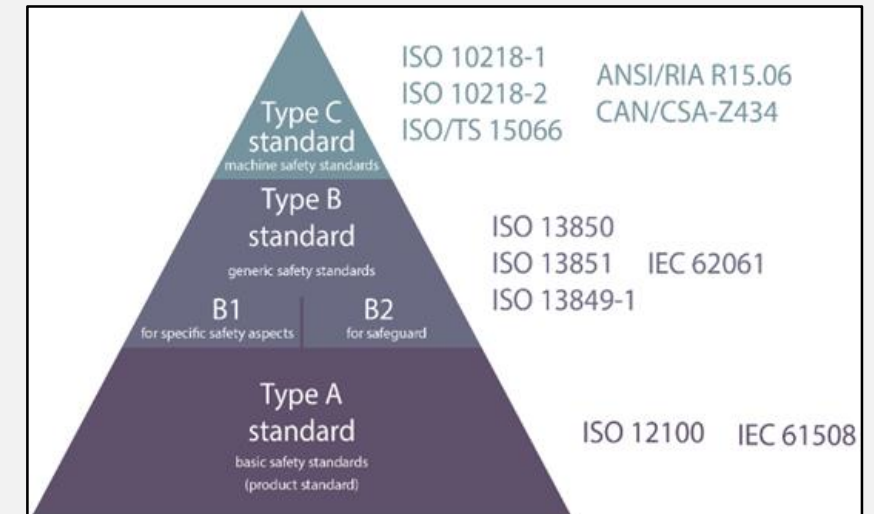 Type C
standard
machine safety standards
ISO 10218-1
ISO 10218-2
ISO/TS 15066
ANSI/RIA R15.06
CAN/CSA-Z434
Type B
standard
generic safety standards
B1
for specific safety aspects
B2
for safeguard
ISO 13850
ISO 13851 IEC 62061
ISO 13849-1
Type A
standard
basic safety standards
(product standard)
ISO 12100 IEC 61508